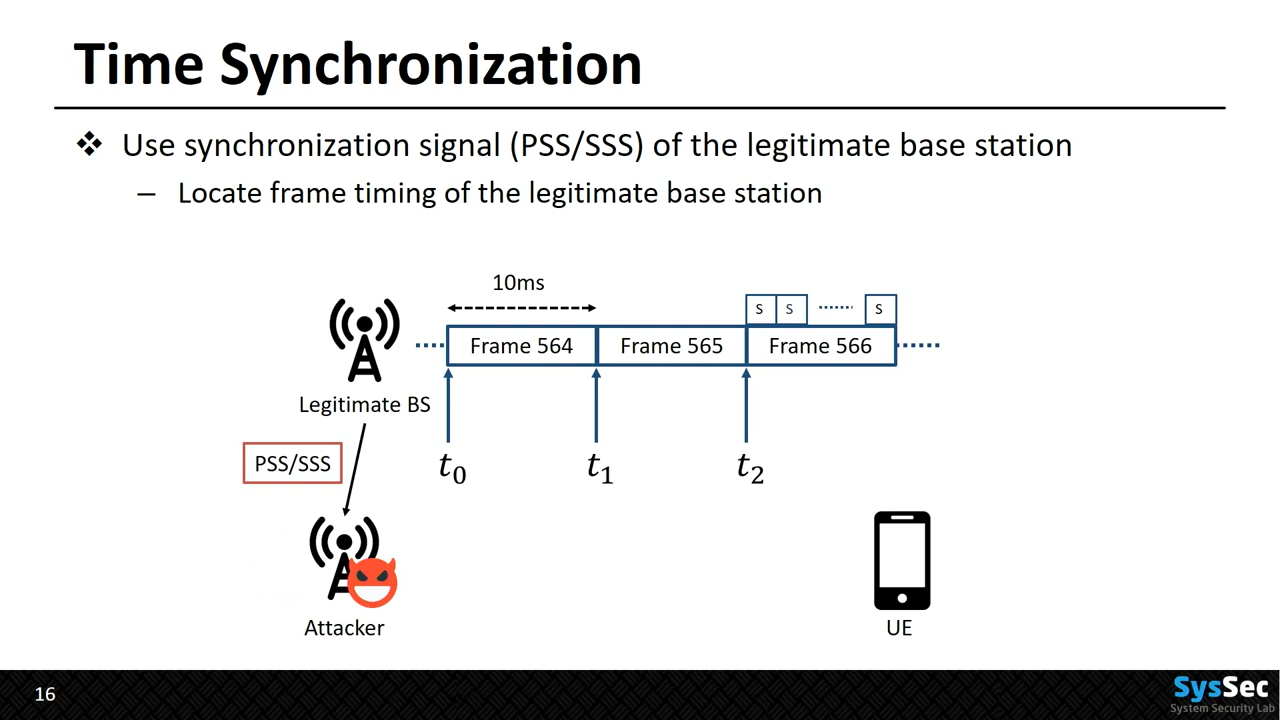 Time Synchronization
❖ Use synchronization signal (PSS/SSS) of the legitimate base station
– Locate frame timing of the legitimate base station
10ms
S S ........ S
Frame 564 Frame 565 Frame 566
Legitimate BS
PSS/SSS
t₀ t₁ t₂
Attacker
UE
16
SysSec
System Security Lab